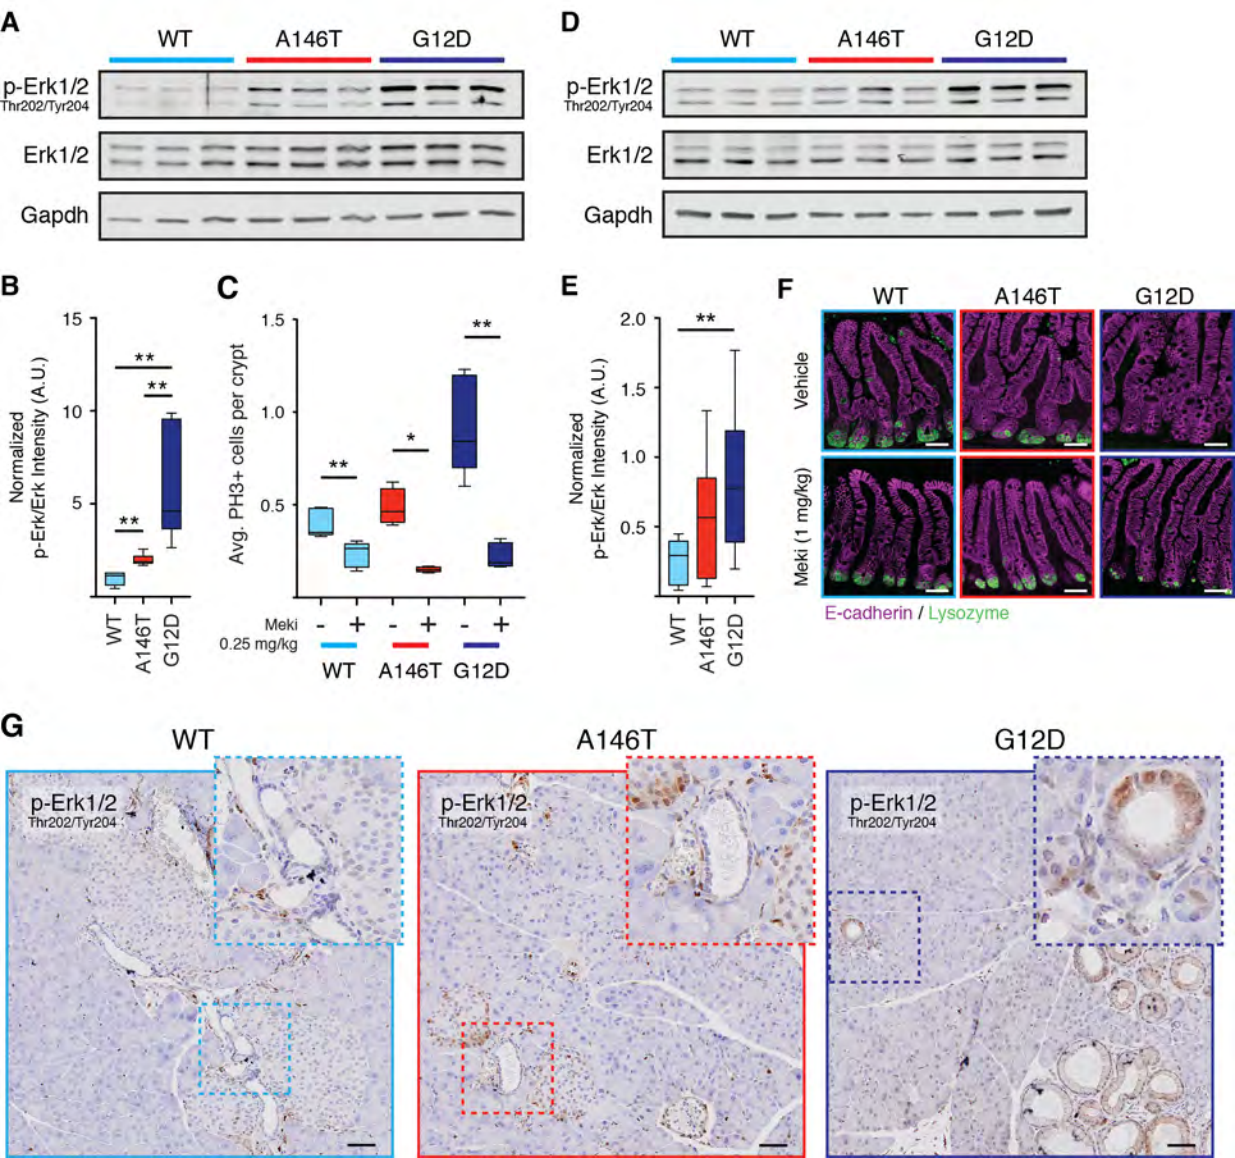 A
WT A146T G12D
p-Erk1/2
Thr202/Tyr204
Erk1/2
Gapdh
D
WT A146T G12D
p-Erk1/2
Thr202/Tyr204
Erk1/2
Gapdh
B
Normalized
p-Erk/Erk Intensity (A.U.)
15
10
5
**
** **
**
WT
A146T
G12D
C
Avg. PH3+ cells per crypt
1.5
1.0
0.5
**
*
**
Meki - + - + - +
0.25 mg/kg
WT A146T G12D
E
Normalized
p-Erk/Erk Intensity (A.U.)
2.0
1.5
1.0
0.5
**
WT
A146T
G12D
F
WT A146T G12D
Vehicle
Meki (1 mg/kg)
E-cadherin / Lysozyme
G
WT A146T G12D
p-Erk1/2
Thr202/Tyr204
p-Erk1/2
Thr202/Tyr204
p-Erk1/2
Thr202/Tyr204